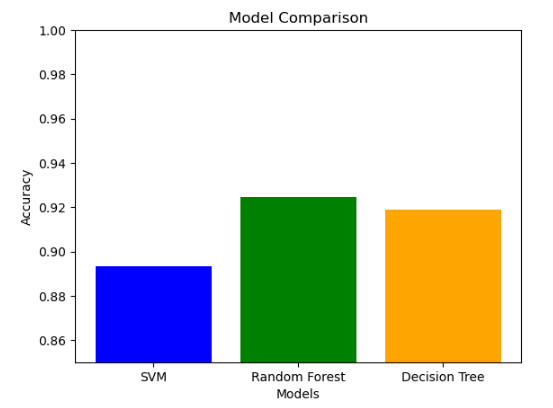 Model Comparison
1.00
0.98
0.96
0.94
0.92
0.90
0.88
0.86
Accuracy
SVM Random Forest Decision Tree
Models